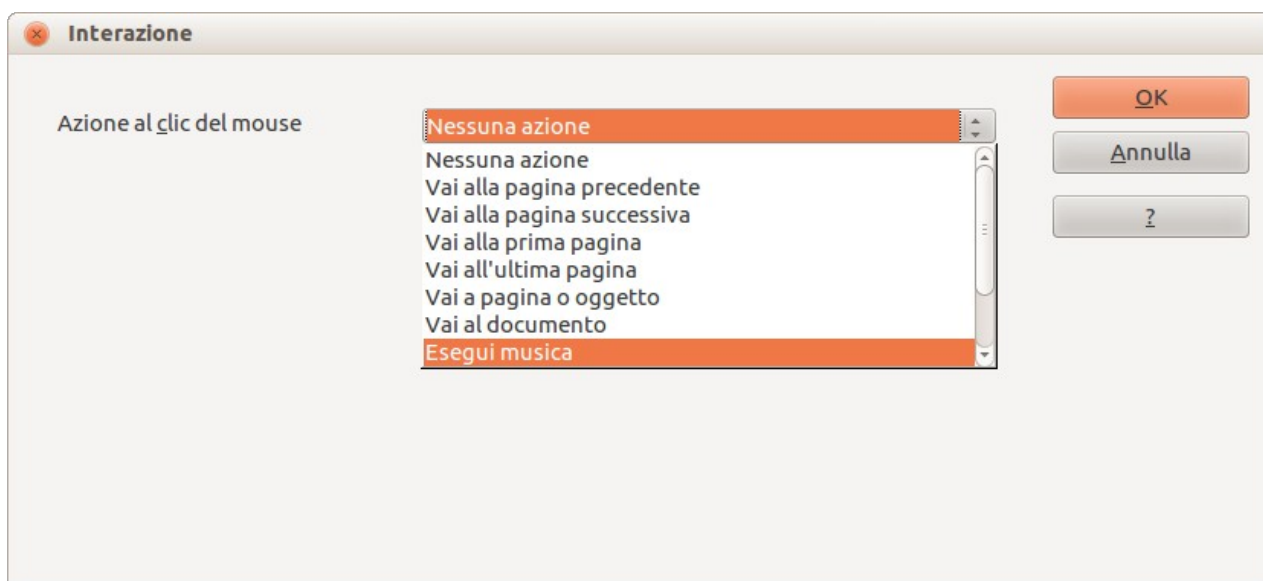 Interazione
Azione al clic del mouse
Nessuna azione
Nessuna azione
Vai alla pagina precedente
Vai alla pagina successiva
Vai alla prima pagina
Vai all'ultima pagina
Vai a pagina o oggetto
Vai al documento
Esegui musica
OK
Annulla
?